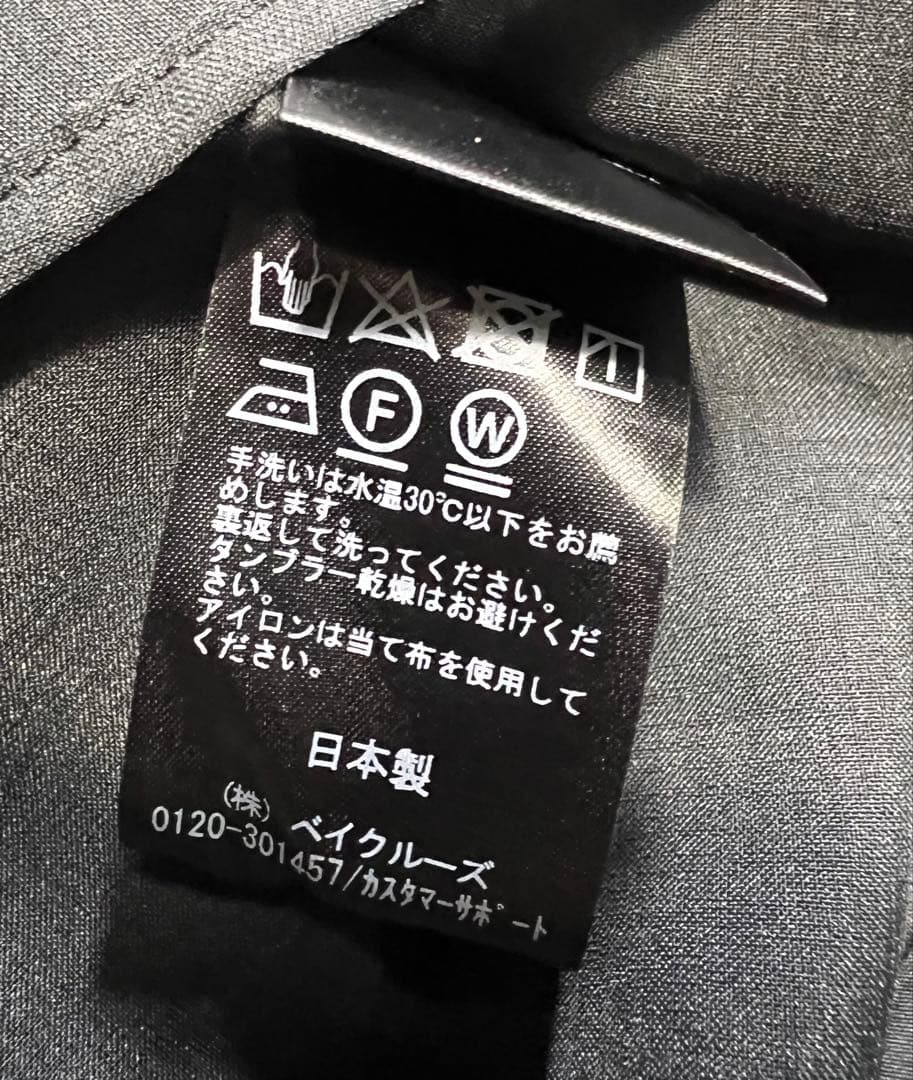 F
W
手洗いは水温30℃以下をお薦
めします。
裏返して洗ってください。
タンブラー乾燥はお避けくだ
さい。
アイロンは当て布を使用して
ください。
日本製
(株)ベイクルーズ
0120-301457/カスタマーサポート